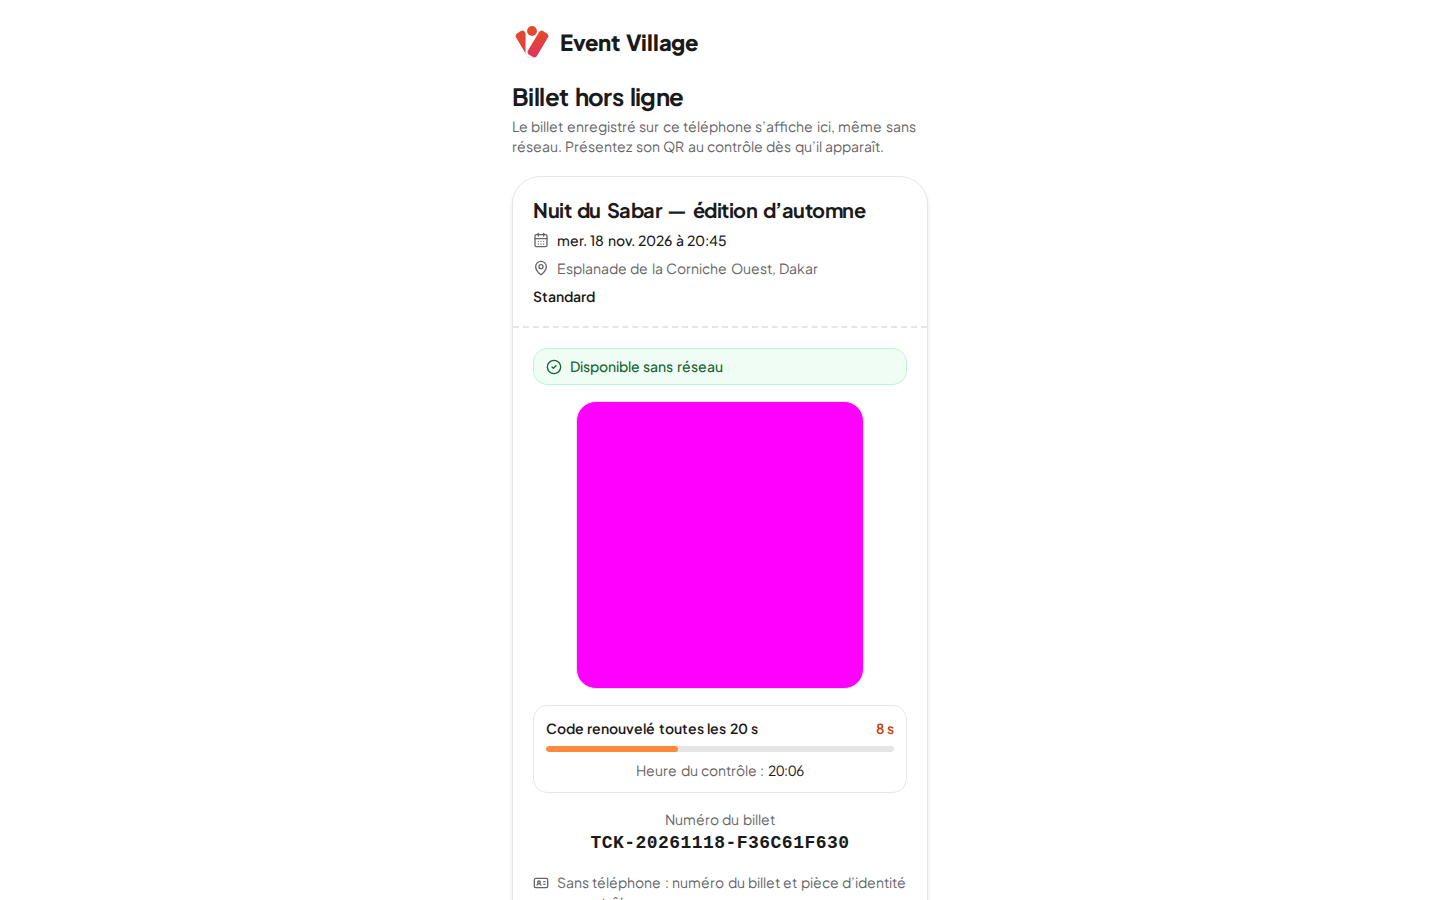 Event Village
Billet hors ligne
Le billet enregistré sur ce téléphone s’affiche ici, même sans
réseau. Présentez son QR au contrôle dès qu’il apparaît.
Nuit du Sabar — édition d’automne
mer. 18 nov. 2026 à 20:45
Esplanade de la Corniche Ouest, Dakar
Standard
Disponible sans réseau
Code renouvelé toutes les 20 s 8 s
Heure du contrôle : 20:06
Numéro du billet
TCK-20261118-F36C61F630
Sans téléphone : numéro du billet et pièce d’identité